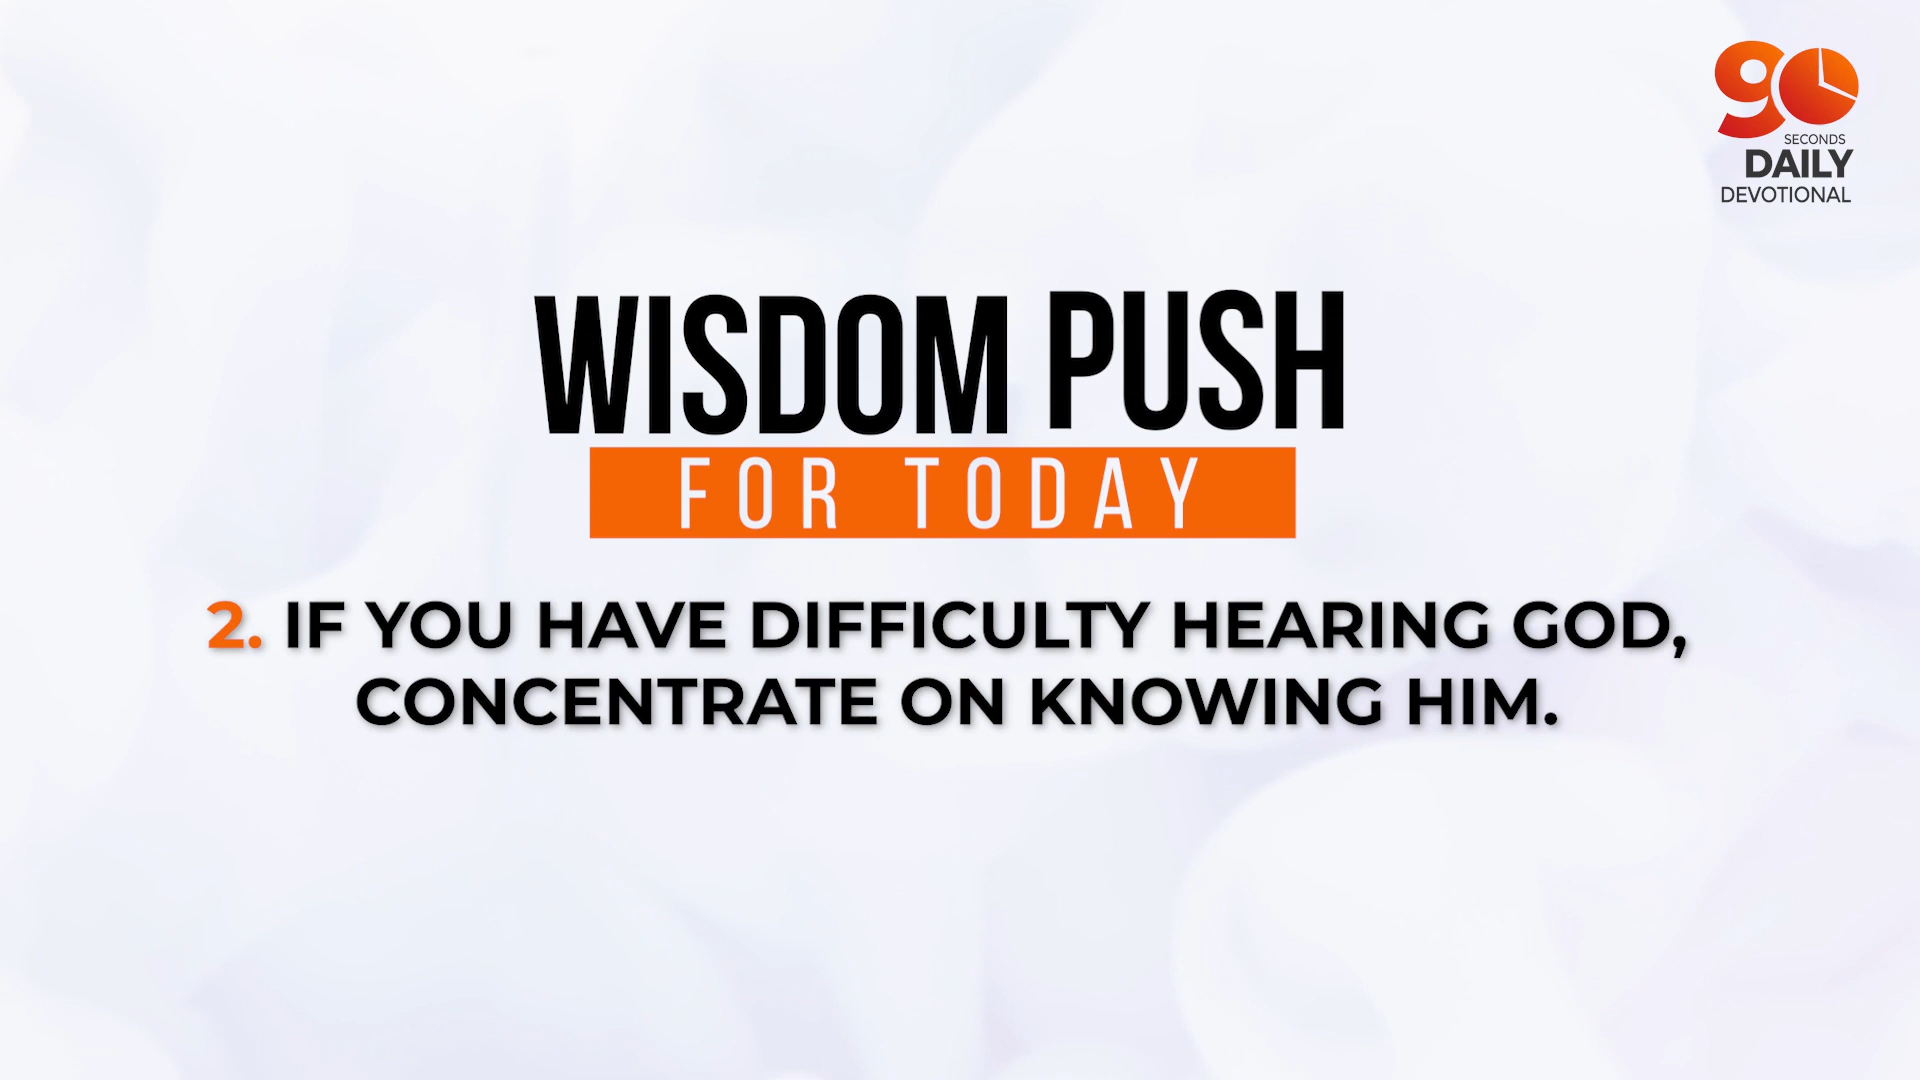 90
SECONDS
DAILY
DEVOTIONAL
WISDOM PUSH
FOR TODAY
2. IF YOU HAVE DIFFICULTY HEARING GOD,
CONCENTRATE ON KNOWING HIM.